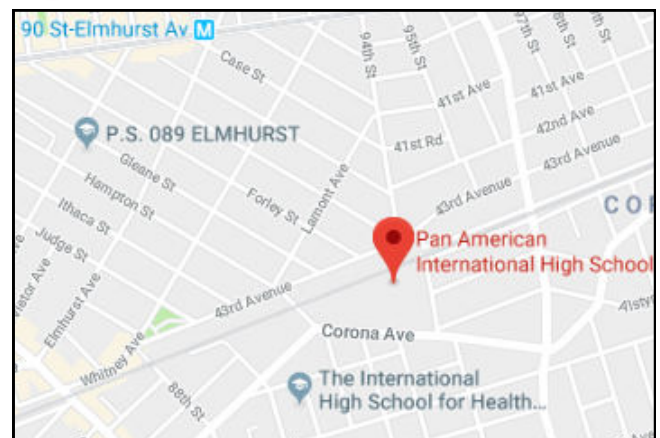 90 St-Elmhurst Av M
94th St
95th St
97th St
98th St
Case St
41st Ave
41st Ave
42nd Ave
P.S. 089 ELMHURST
41st Rd
43rd Avenue
Gleane St
Hampton St
Forley St
Lamont Ave
43rd Avenue
Ithaca St
Judge St
Pan American
International High School
Elmhurst Ave
43rd Avenue
Corona Ave
Whitney Ave
88th St
The International
High School for Health...